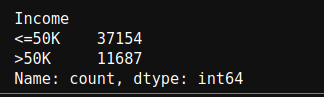 Income
<=50K    37154
>50K     11687
Name: count, dtype: int64